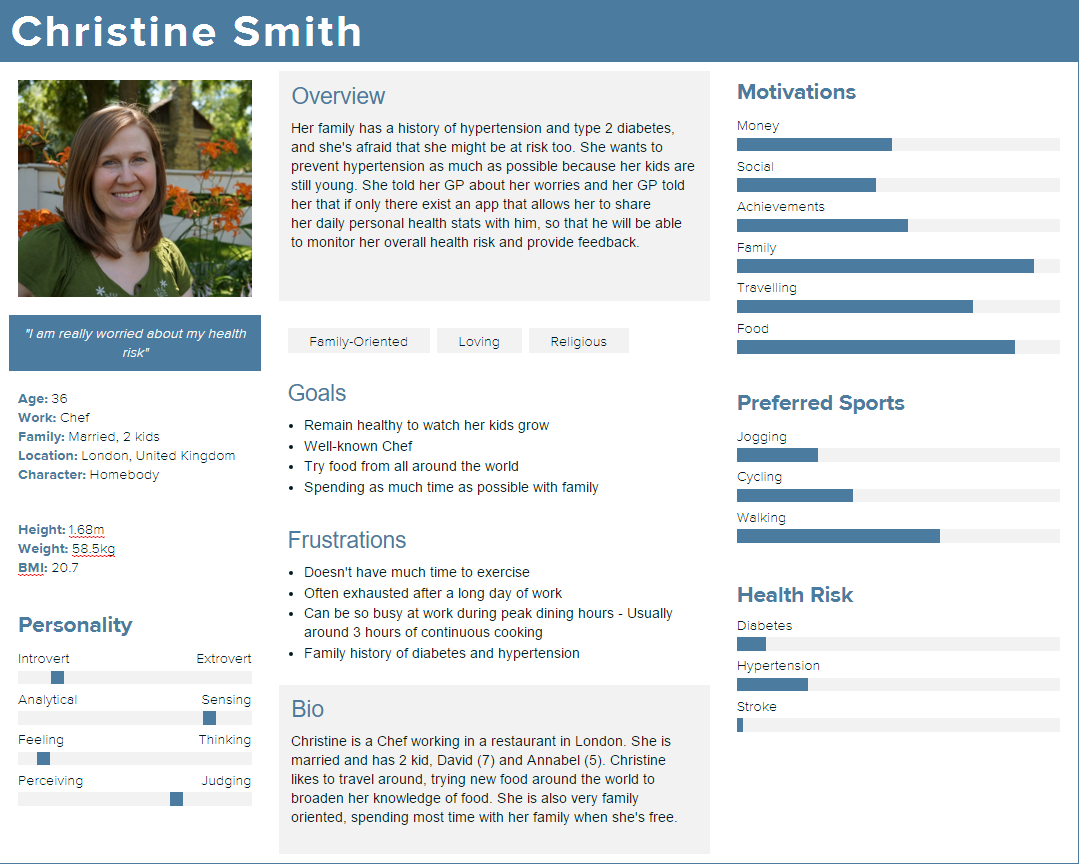 Christine Smith
"I am really worried about my health
risk"
Age: 36
Work: Chef
Family: Married, 2 kids
Location: London, United Kingdom
Character: Homebody
Height: 1.68m
Weight: 58.5kg
BMI: 20.7
Personality
Introvert Extrovert
Analytical Sensing
Feeling Thinking
Perceiving Judging
Overview
Her family has a history of hypertension and type 2 diabetes,
and she's afraid that she might be at risk too. She wants to
prevent hypertension as much as possible because her kids are
still young. She told her GP about her worries and her GP told
her that if only there exist an app that allows her to share
her daily personal health stats with him, so that he will be able
to monitor her overall health risk and provide feedback.
Family-Oriented Loving Religious
Goals
• Remain healthy to watch her kids grow
• Well-known Chef
• Try food from all around the world
• Spending as much time as possible with family
Frustrations
• Doesn't have much time to exercise
• Often exhausted after a long day of work
• Can be so busy at work during peak dining hours - Usually
around 3 hours of continuous cooking
• Family history of diabetes and hypertension
Bio
Christine is a Chef working in a restaurant in London. She is
married and has 2 kid, David (7) and Annabel (5). Christine
likes to travel around, trying new food around the world to
broaden her knowledge of food. She is also very family
oriented, spending most time with her family when she's free.
Motivations
Money
Social
Achievements
Family
Travelling
Food
Preferred Sports
Jogging
Cycling
Walking
Health Risk
Diabetes
Hypertension
Stroke